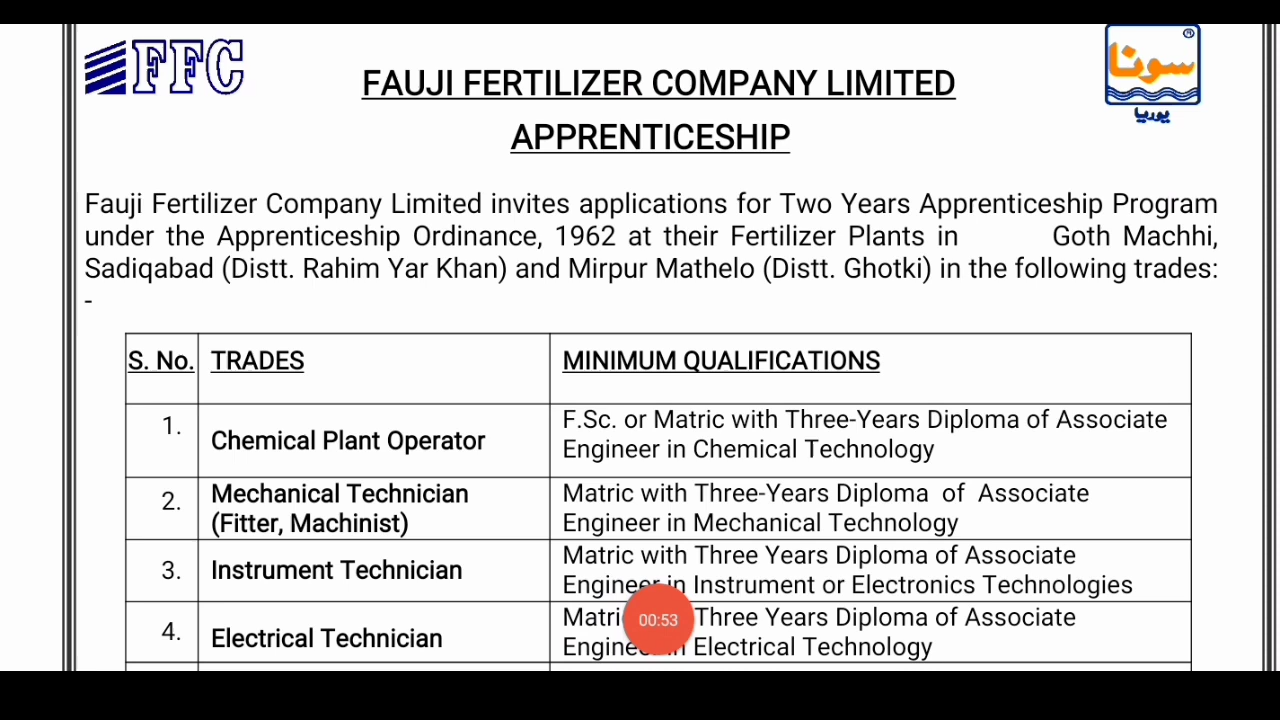 FFC
سونا
®
یوریا
FAUJI FERTILIZER COMPANY LIMITED
APPRENTICESHIP
Fauji Fertilizer Company Limited invites applications for Two Years Apprenticeship Program
under the Apprenticeship Ordinance, 1962 at their Fertilizer Plants in Goth Machhi,
Sadiqabad (Distt. Rahim Yar Khan) and Mirpur Mathelo (Distt. Ghotki) in the following trades:
-
S. No. TRADES MINIMUM QUALIFICATIONS
1. Chemical Plant Operator F.Sc. or Matric with Three-Years Diploma of Associate
Engineer in Chemical Technology
2. Mechanical Technician Matric with Three-Years Diploma of Associate
(Fitter, Machinist) Engineer in Mechanical Technology
3. Instrument Technician Matric with Three Years Diploma of Associate
Engineer in Instrument or Electronics Technologies
4. Electrical Technician Matri Three Years Diploma of Associate
Engineer in Electrical Technology
00:53